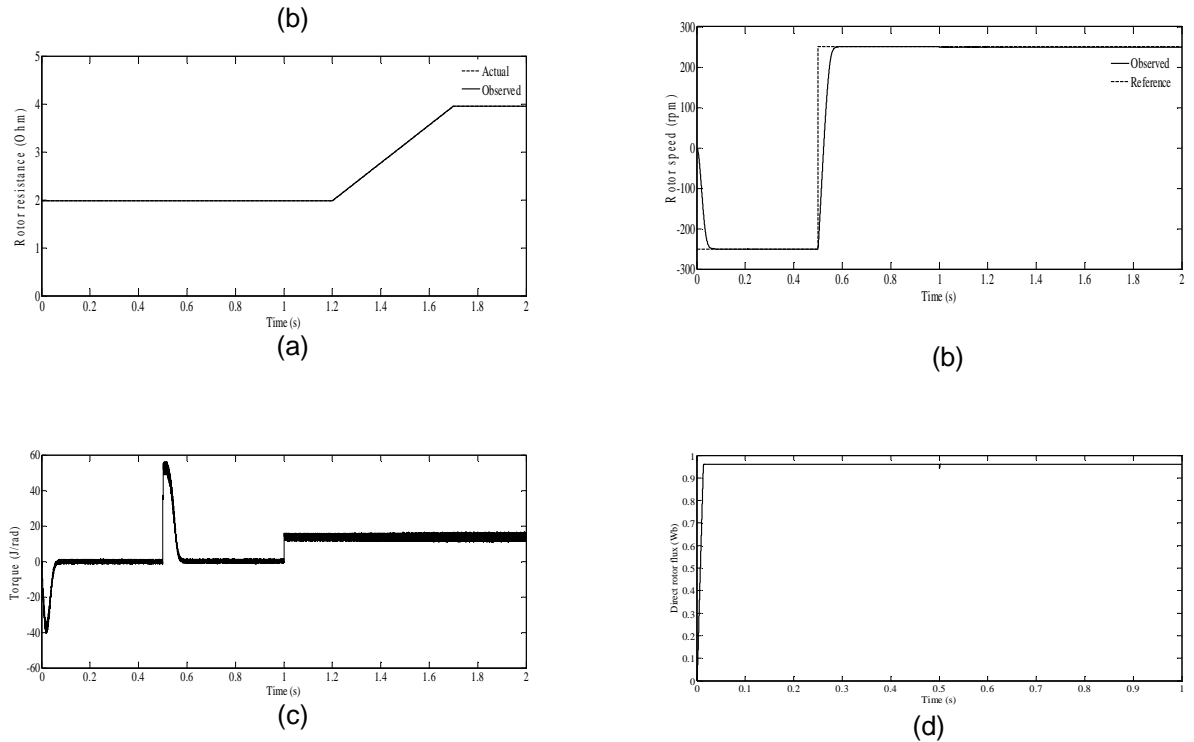 (b)
5
4
3
2
1
0
Rotor resistance (Ohm)
Actual
Observed
0 0.2 0.4 0.6 0.8 1 1.2 1.4 1.6 1.8 2
Time (s)
(a)
300
200
100
0
-100
-200
-300
Rotor speed (rpm)
Observed
Reference
0 0.2 0.4 0.6 0.8 1 1.2 1.4 1.6 1.8 2
Time (s)
(b)
60
40
20
0
-20
-40
-60
Torque (J/rad)
0 0.2 0.4 0.6 0.8 1 1.2 1.4 1.6 1.8 2
Time (s)
(c)
1
0.9
0.8
0.7
0.6
0.5
0.4
0.3
0.2
0.1
0
Direct rotor flux (Wb)
0 0.1 0.2 0.3 0.4 0.5 0.6 0.7 0.8 0.9 1
Time (s)
(d)